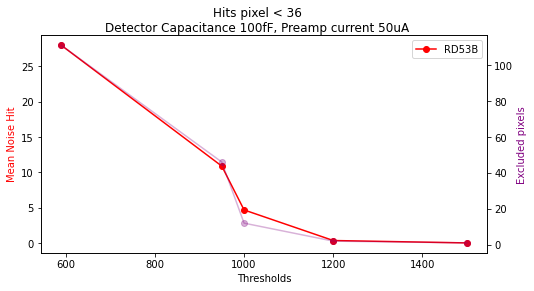 Hits pixel < 36
Detector Capacitance 100fF, Preamp current 50uA
RD53B
Mean Noise Hit
25
20
15
10
5
0
Excluded pixels
100
80
60
40
20
0
600 800 1000 1200 1400
Thresholds